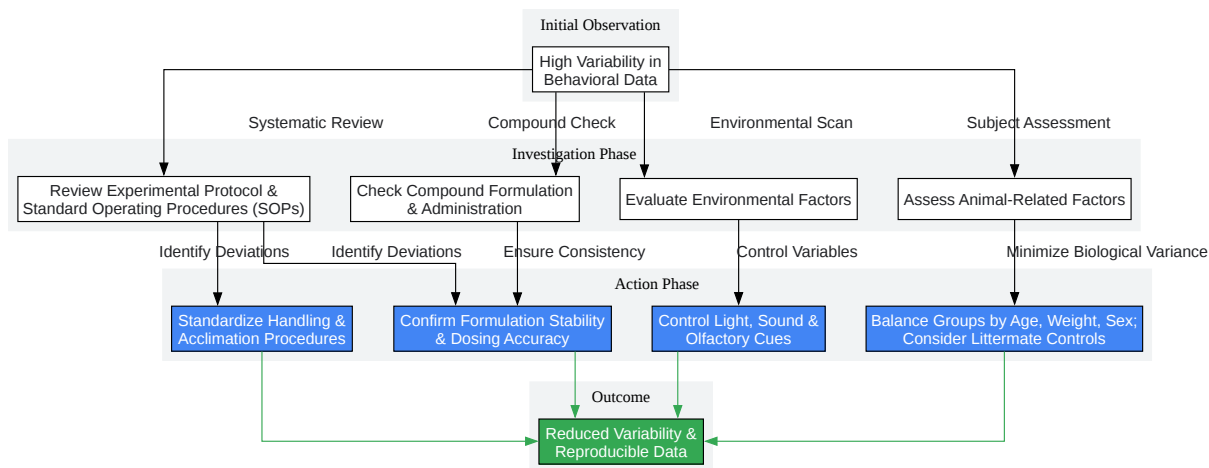 Initial Observation
High Variability in
Behavioral Data
Systematic Review
Compound Check
Environmental Scan
Subject Assessment
Investigation Phase
Review Experimental Protocol &
Standard Operating Procedures (SOPs)
Check Compound Formulation
& Administration
Evaluate Environmental Factors
Assess Animal-Related Factors
Identify Deviations
Identify Deviations
Ensure Consistency
Control Variables
Minimize Biological Variance
Action Phase
Standardize Handling &
Acclimation Procedures
Confirm Formulation Stability
& Dosing Accuracy
Control Light, Sound &
Olfactory Cues
Balance Groups by Age, Weight, Sex;
Consider Littermate Controls
Outcome
Reduced Variability &
Reproducible Data